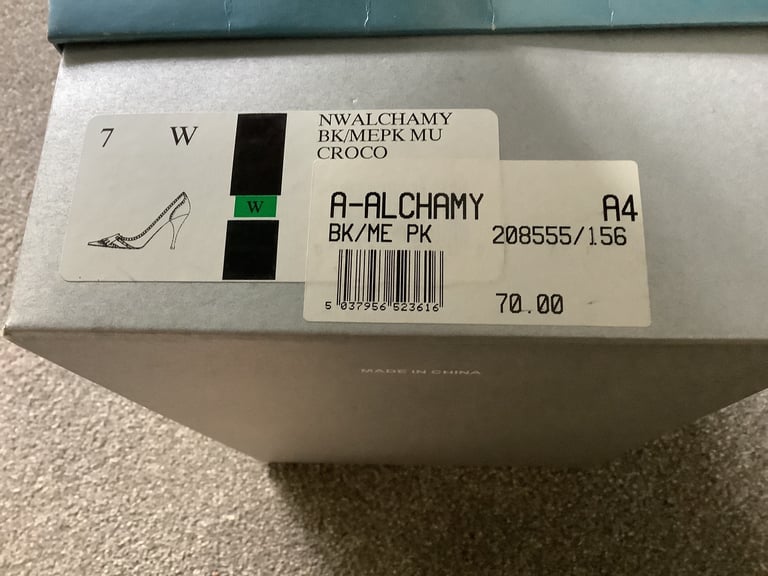 7 W
NWALCHAMY
BK/MEPK MU
CROCO
W
A-ALCHAMY A4
BK/ME PK 208555/156
5 037956 523616
70.00
MADE IN CHINA